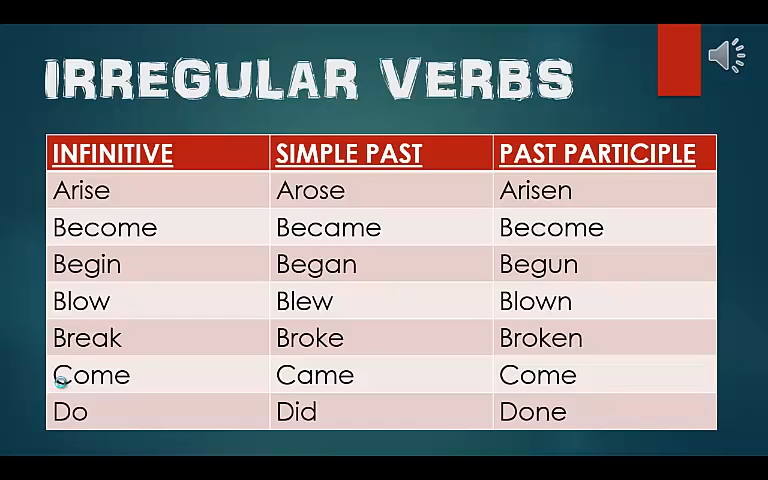 IRREGULAR VERBS
INFINITIVE SIMPLE PAST PAST PARTICIPLE
Arise Arose Arisen
Become Became Become
Begin Began Begun
Blow Blew Blown
Break Broke Broken
Come Came Come
Do Did Done